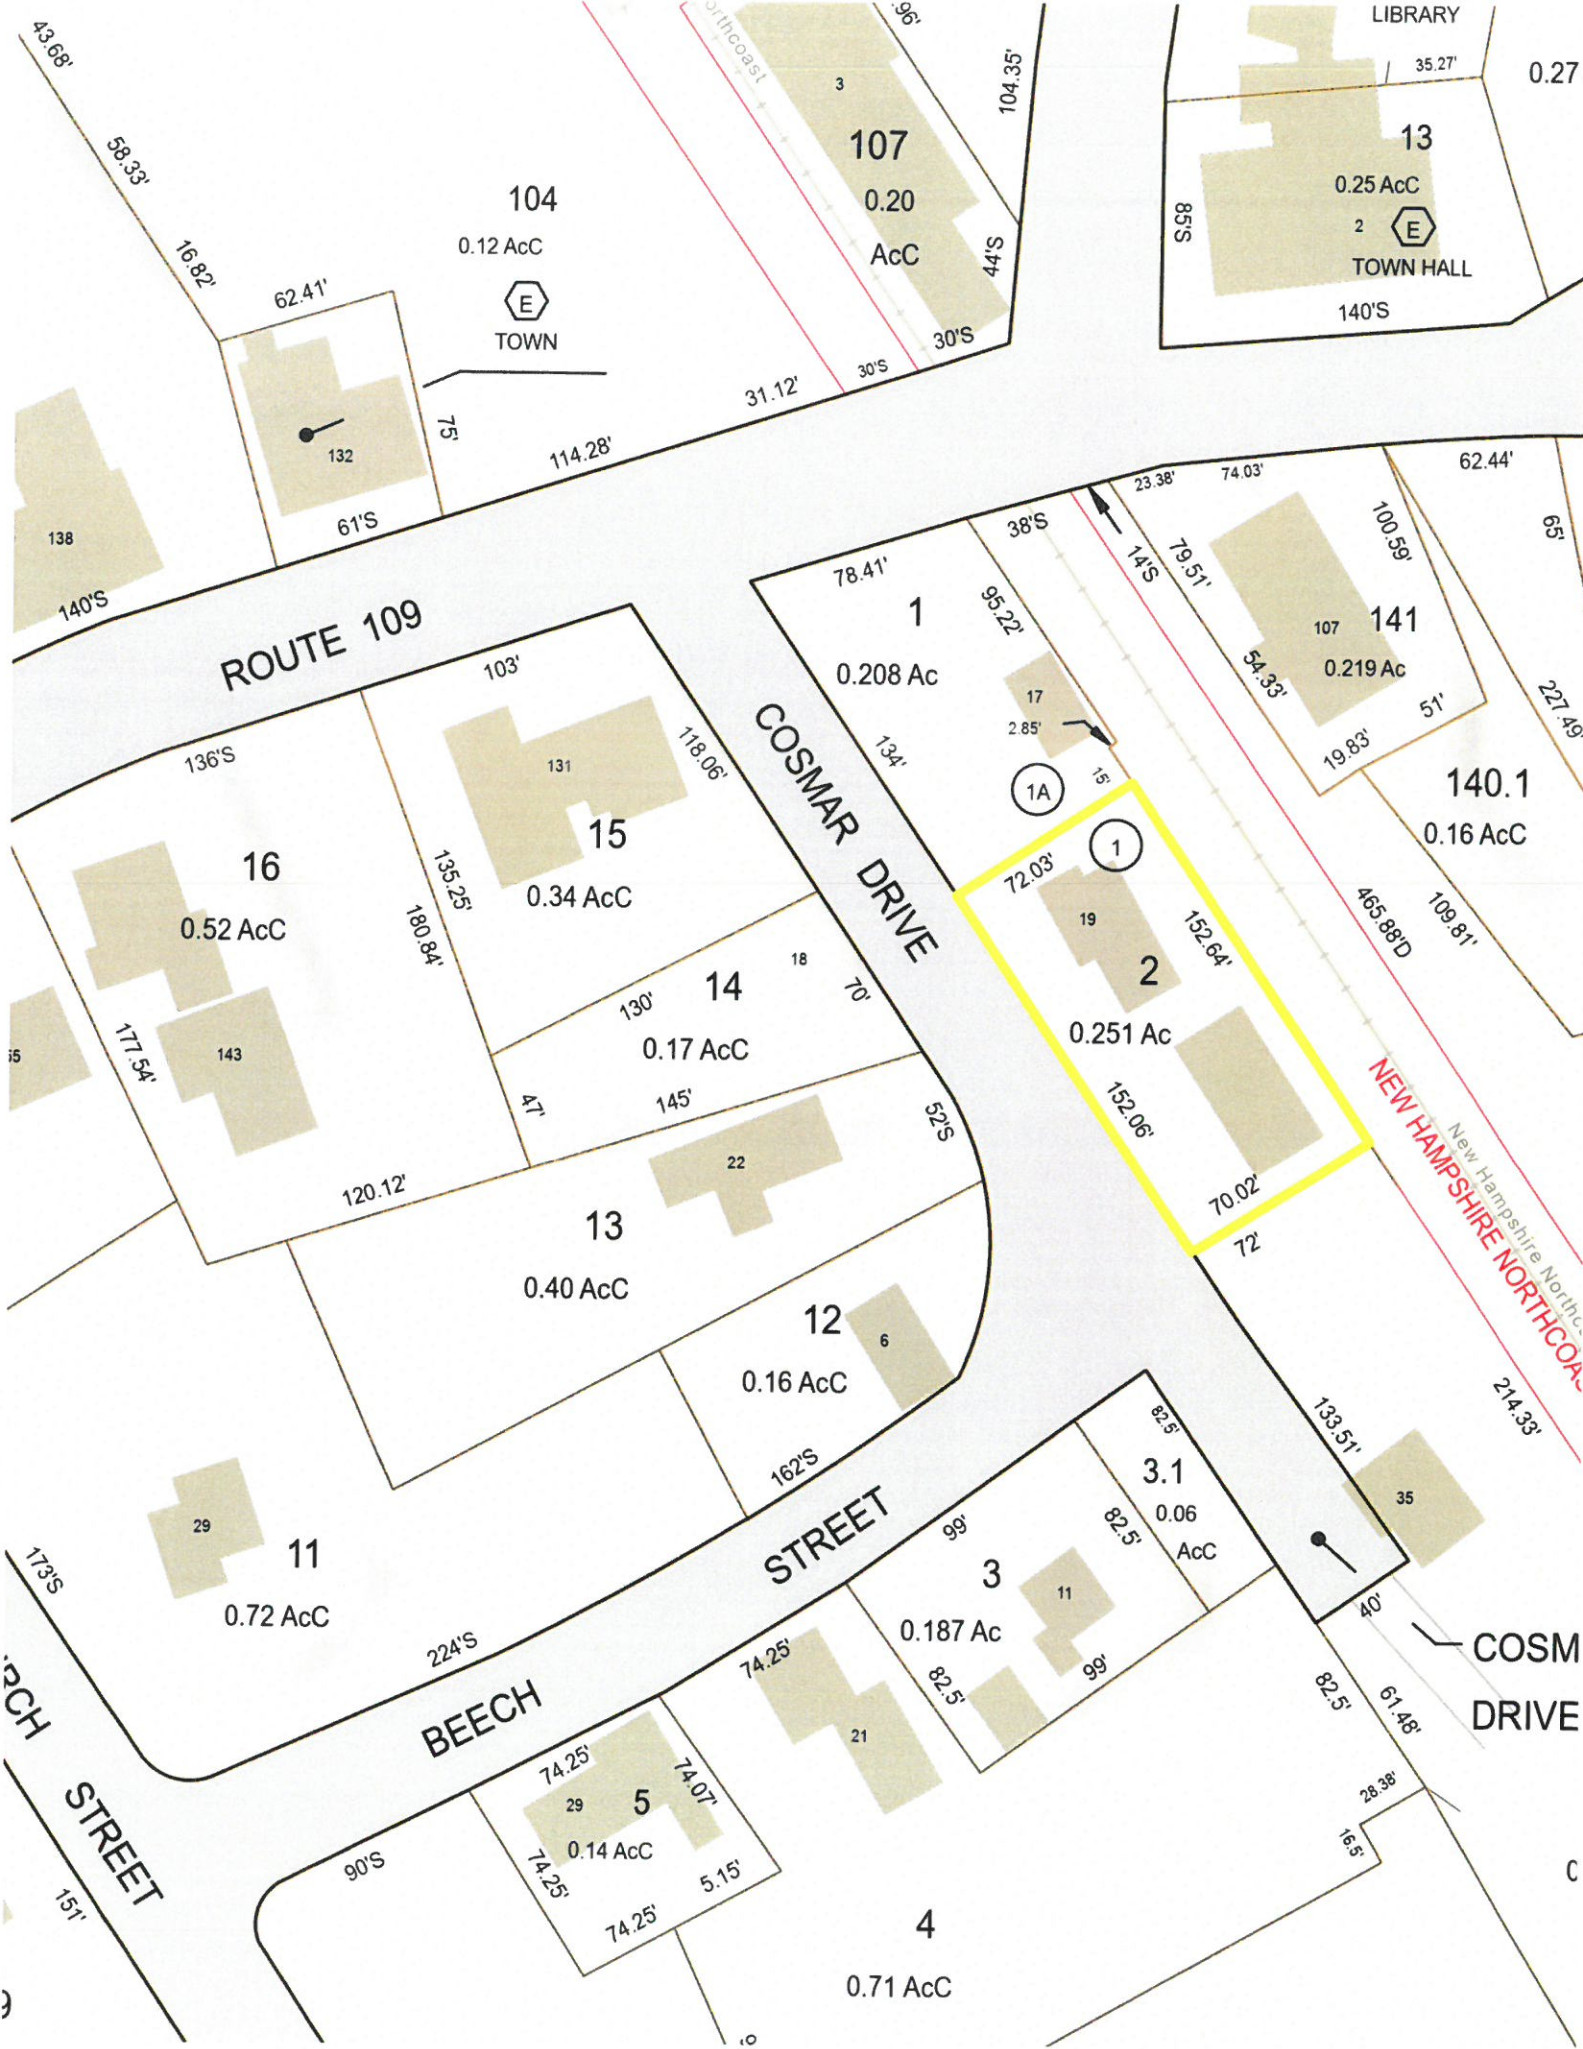 43.68'
orthcoast
.96'
LIBRARY
35.27'
0.27
58.33'
3
104.35'
107
13
104
0.20
0.25 AcC
0.12 AcC
16.82'
AcC
44'S
85'S
2
E
TOWN HALL
62.41'
E
TOWN
30'S
140'S
30'S
31.12'
75'
132
114.28'
62.44'
23.38'
74.03'
61'S
38'S
65'
138
100.59'
14'S
79.51'
78.41'
140'S
95.22'
1
ROUTE 109
107
141
0.208 Ac
54.33'
0.219 Ac
103'
17
51'
227.49'
2.85'
118.06'
COSMAR DRIVE
134'
19.83'
136'S
131
15'
140.1
1A
15
1
0.16 AcC
16
135.25'
72.03'
0.34 AcC
180.84'
0.52 AcC
19
152.64'
465.88'D
109.81'
18
14
2
70'
130'
0.17 AcC
0.251 Ac
177.54'
143
55
152.06'
NEW HAMPSHIRE NORTHCOAS
New Hampshire Northco
47'
145'
52'S
22
120.12'
70.02'
13
72'
0.40 AcC
12
6
0.16 AcC
214.33'
133.51'
82.5'
162'S
3.1
35
29
11
STREET
99'
82.5'
0.06
AcC
173'S
3
11
0.72 AcC
0.187 Ac
40'
224'S
COSM
74.25'
82.5'
99'
82.5'
61.48'
DRIVE
RCH
STREET
BEECH
21
74.25'
74.07'
28.38'
29
5
0.14 AcC
16.5'
90'S
74.25'
5.15'
151'
74.25'
4
0.71 AcC